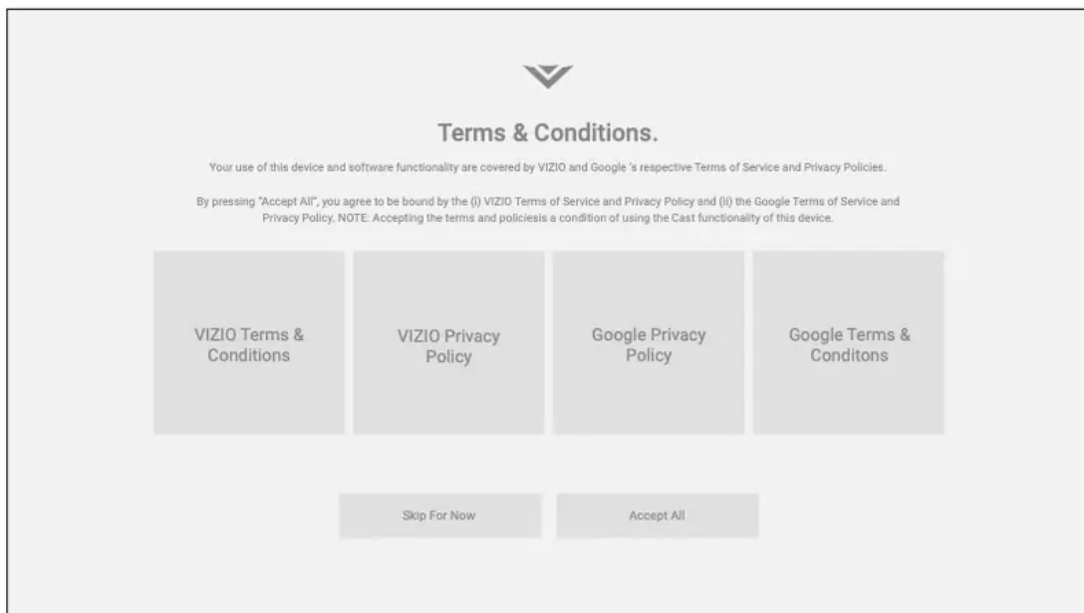 Terms & Conditions.
Your use of this device and software functionality are covered by VIZIO and Google 's respective Terms of Service and Privacy Policies.
By pressing "Accept All", you agree to be bound by the (i) VIZIO Terms of Service and Privacy Policy and (ii) the Google Terms of Service and
Privacy Policy. NOTE: Accepting the terms and policiesis a condition of using the Cast functionality of this device.
VIZIO Terms &
Conditions
VIZIO Privacy
Policy
Google Privacy
Policy
Google Terms &
Conditons
Skip For Now
Accept All